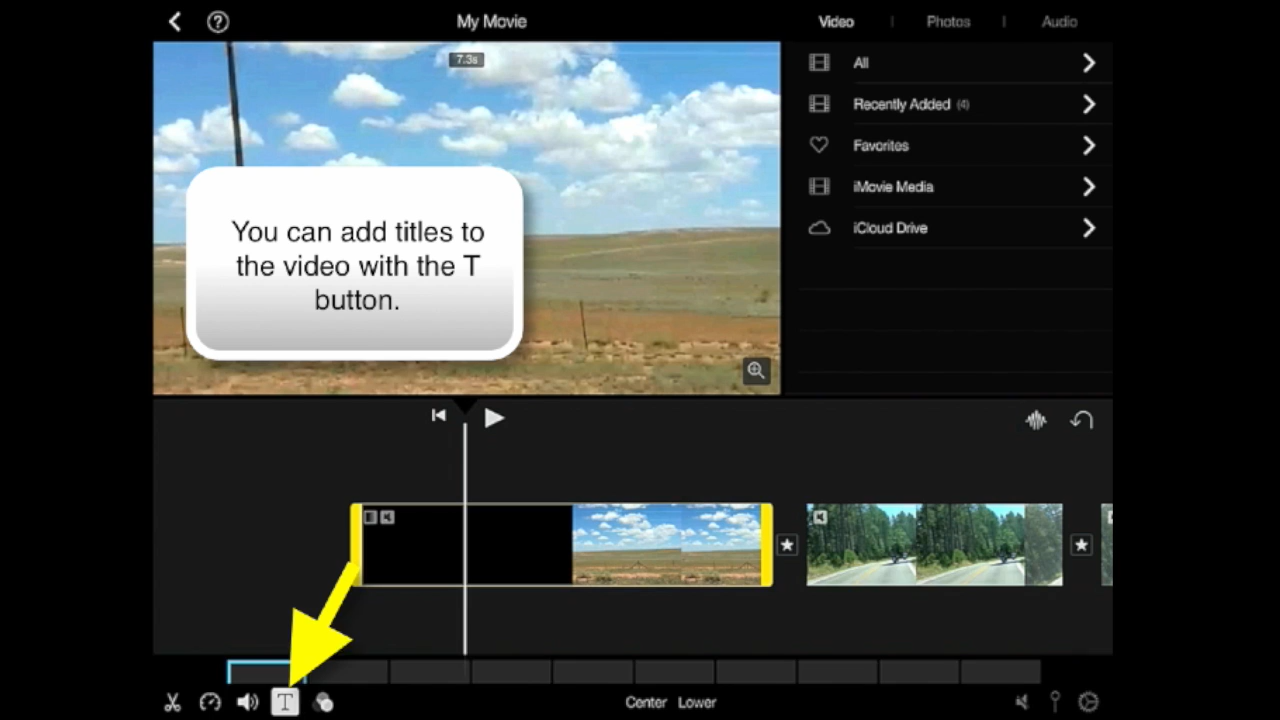 My Movie
Video | Photos | Audio
7.3s
All
Recently Added (4)
Favorites
iMovie Media
iCloud Drive
You can add titles to
the video with the T
button.
T
Center Lower